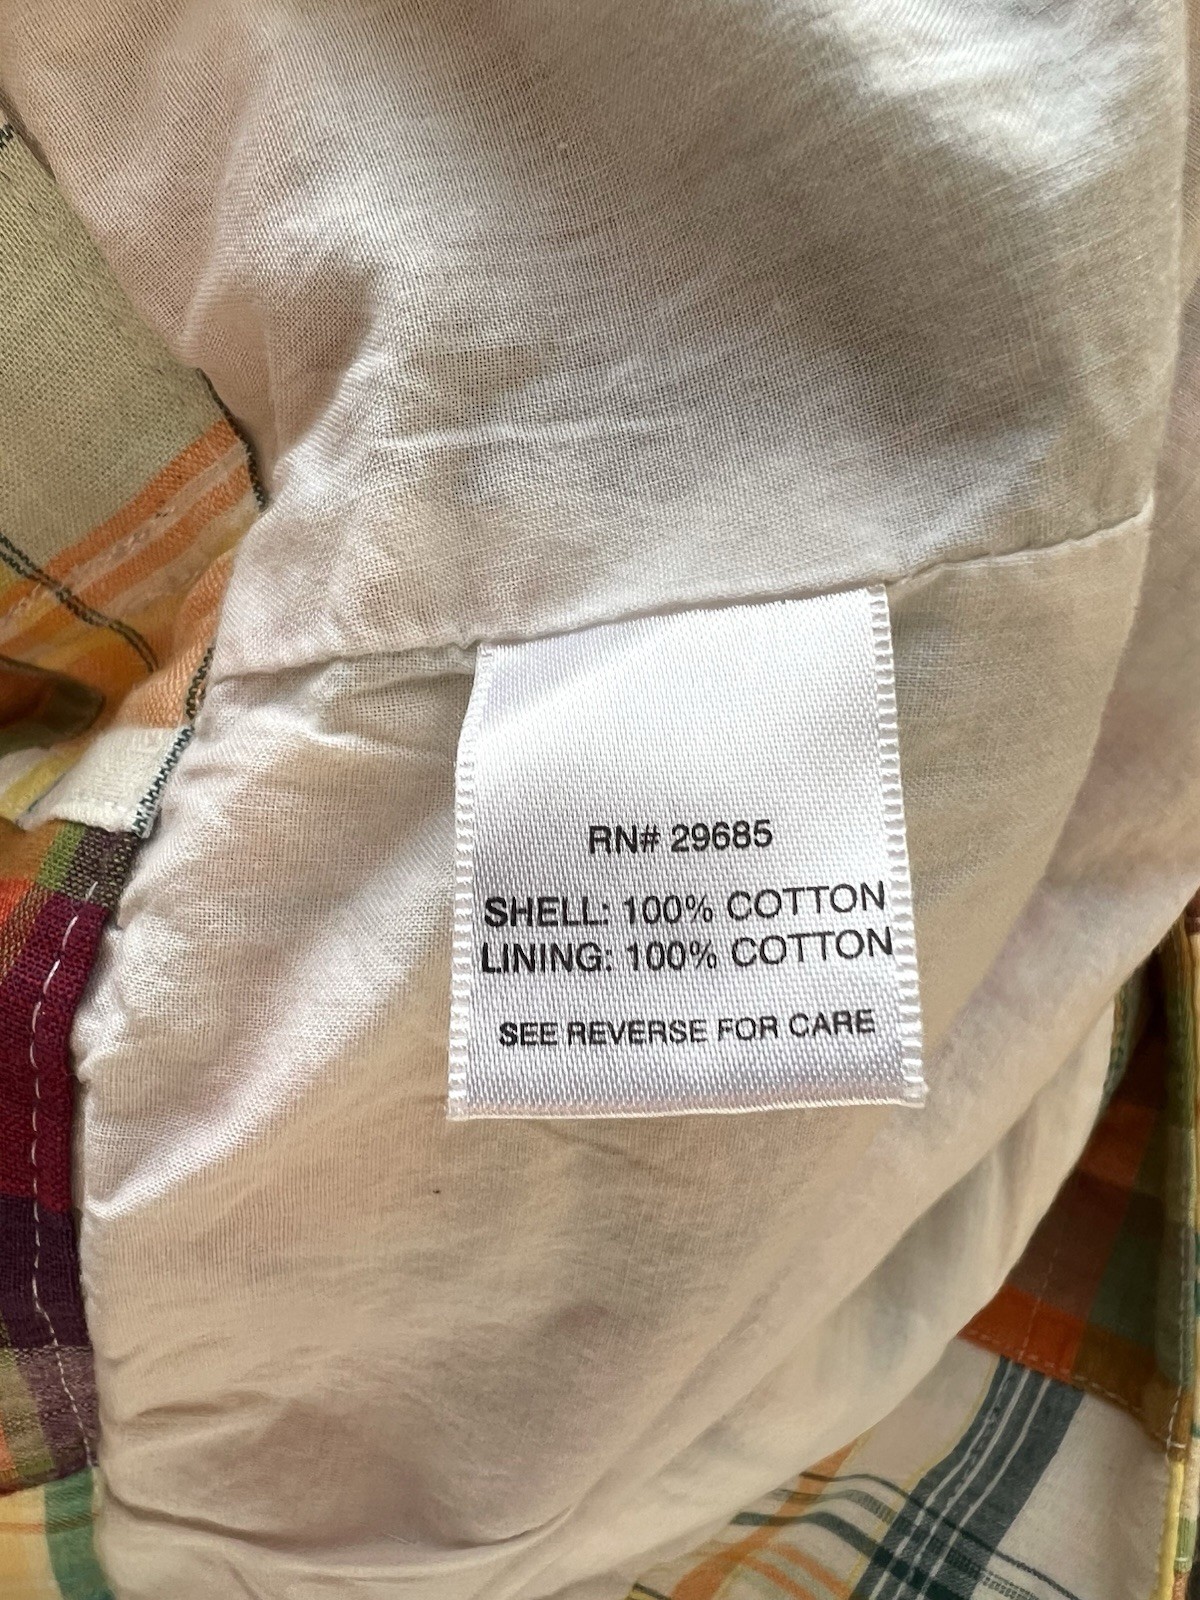 RN# 29685
SHELL: 100% COTTON
LINING: 100% COTTON
SEE REVERSE FOR CARE